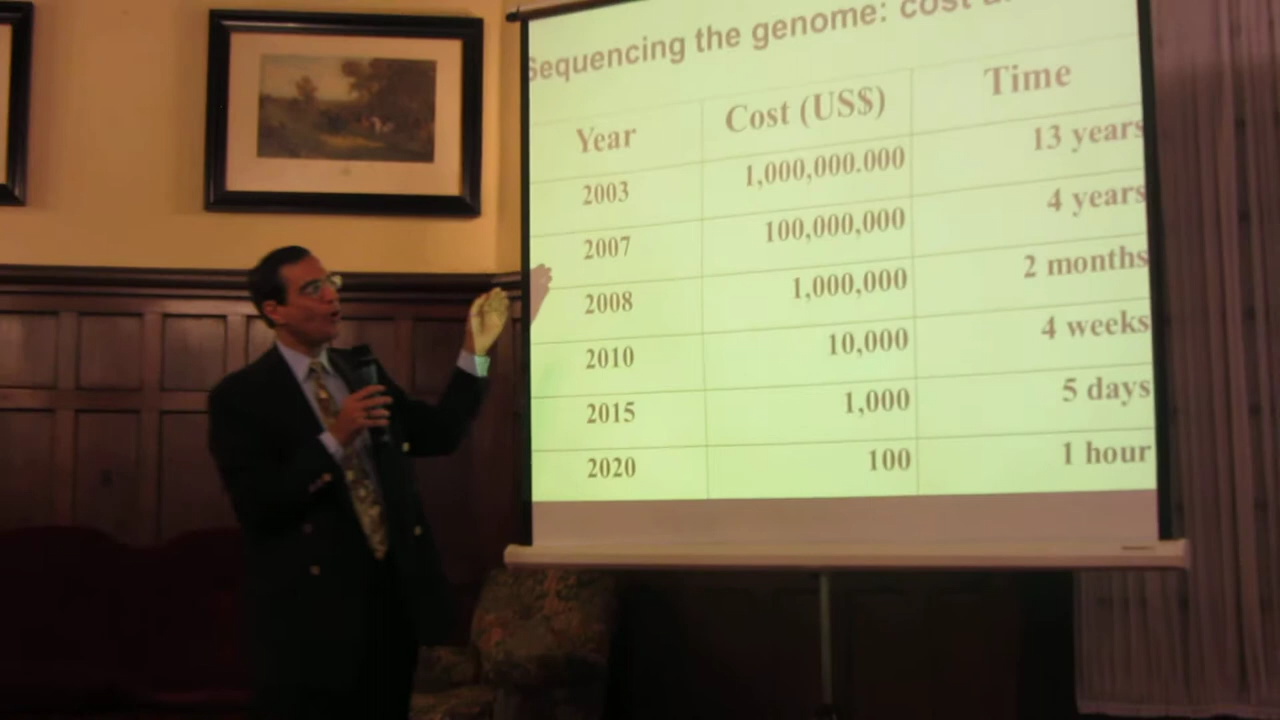 Sequencing the genome: cost
Year Cost (US$) Time
2003 1,000,000.000 13 years
2007 100,000,000 4 years
2008 1,000,000 2 months
2010 10,000 4 weeks
2015 1,000 5 days
2020 100 1 hour